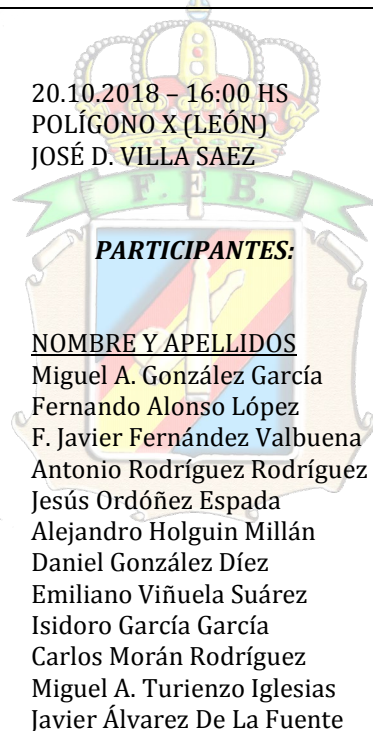 20.10.2018 – 16:00 HS
POLÍGONO X (LEÓN)
JOSÉ D. VILLA SAEZ
F. E. B.
PARTICIPANTES:
NOMBRE Y APELLIDOS
Miguel A. González García
Fernando Alonso López
F. Javier Fernández Valbuena
Antonio Rodríguez Rodríguez
Jesús Ordóñez Espada
Alejandro Holguin Millán
Daniel González Díez
Emiliano Viñuela Suárez
Isidoro García García
Carlos Morán Rodríguez
Miguel A. Turienzo Iglesias
Javier Álvarez De La Fuente